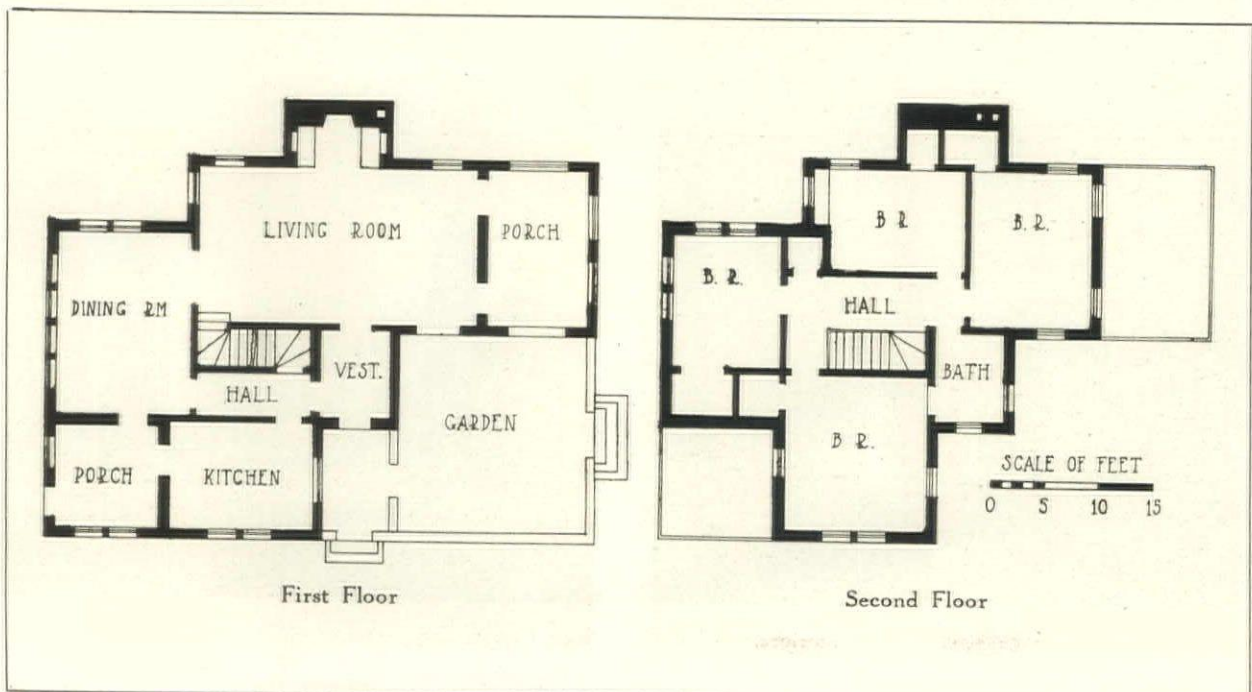 LIVING ROOM
PORCH
DINING RM
VEST.
HALL
GARDEN
PORCH
KITCHEN
First Floor
B R
B. R.
B. R.
HALL
BATH
B R.
SCALE OF FEET
0 5 10 15
Second Floor